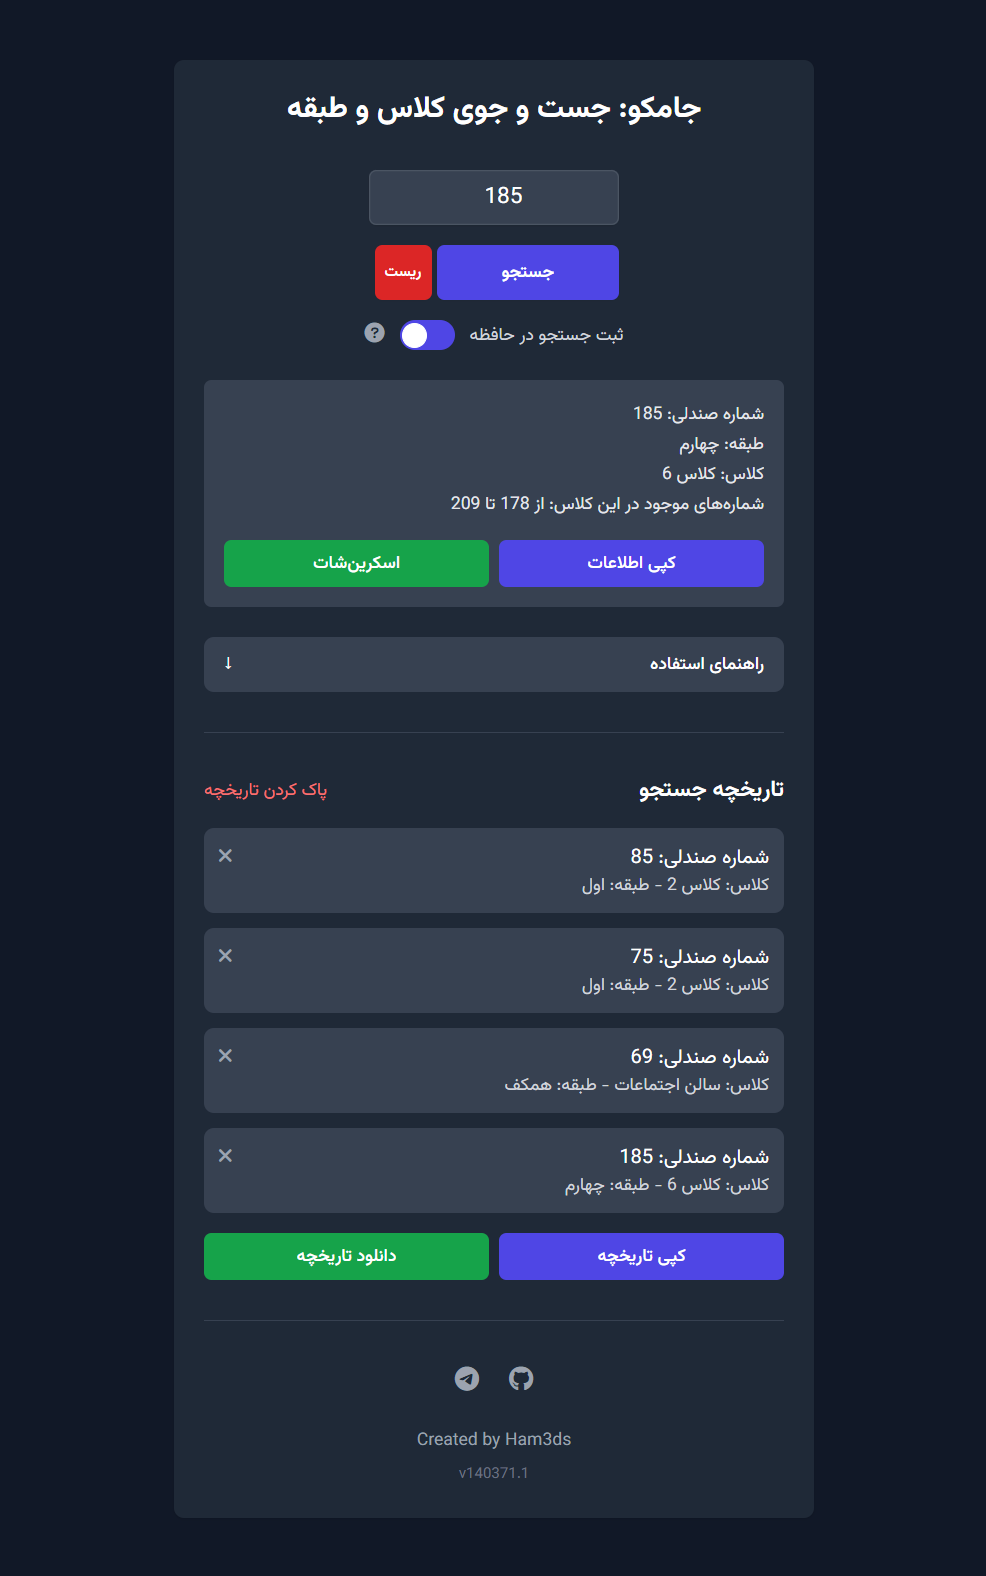 جامکو: جست و جوی کلاس و طبقه
185
جستجو
ریست
ثبت جستجو در حافظه
?
شماره صندلی: 185
طبقه: چهارم
کلاس: کلاس 6
شماره‌های موجود در این کلاس: از 178 تا 209
کپی اطلاعات
اسکرین‌شات
راهنمای استفاده
↓
تاریخچه جستجو
پاک کردن تاریخچه
شماره صندلی: 85
×
کلاس: کلاس 2 - طبقه: اول
شماره صندلی: 75
×
کلاس: کلاس 2 - طبقه: اول
شماره صندلی: 69
×
کلاس: سالن اجتماعات - طبقه: همکف
شماره صندلی: 185
×
کلاس: کلاس 6 - طبقه: چهارم
کپی تاریخچه
دانلود تاریخچه
Created by Ham3ds
v140371.1